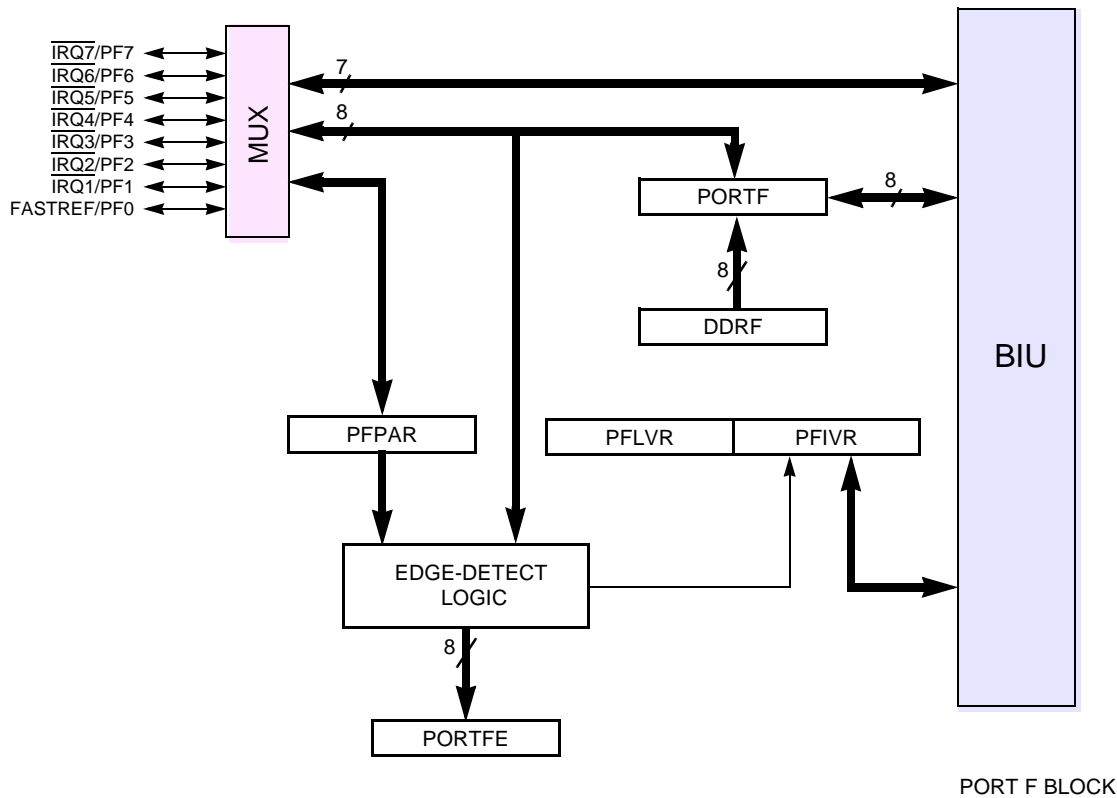 IRQ7/PF7
IRQ6/PF6
IRQ5/PF5
IRQ4/PF4
IRQ3/PF3
IRQ2/PF2
IRQ1/PF1
FASTREF/PF0
MUX
7
8
PORTF
8
8
DDRF
BIU
PFPAR
PFLVR
PFIVR
EDGE-DETECT
LOGIC
8
PORTFE
PORT F BLOCK